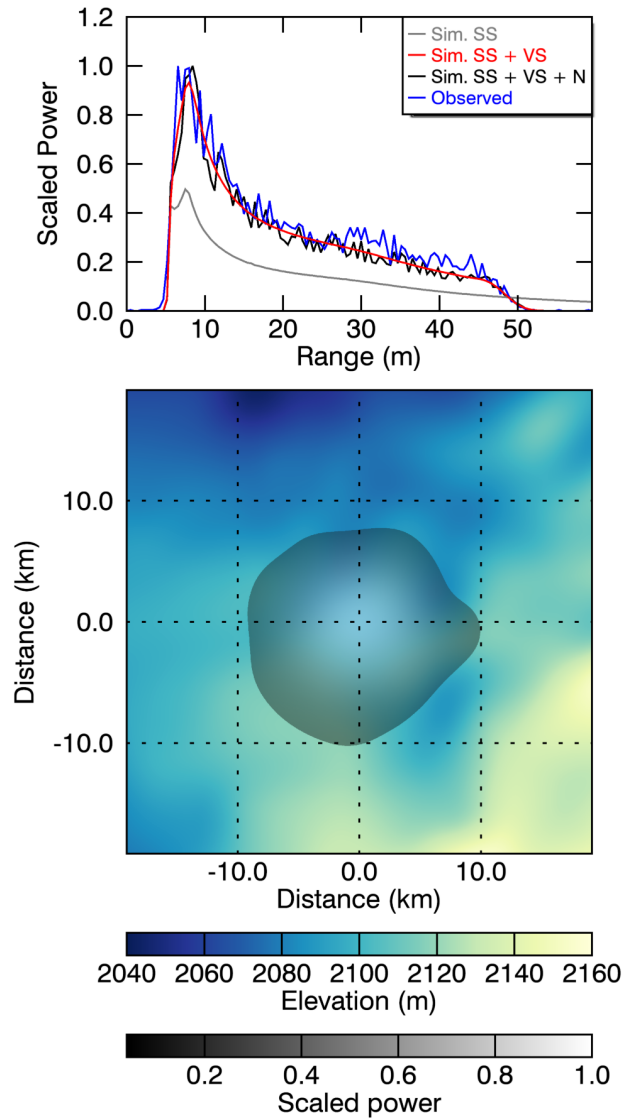 Scaled Power
1.2
1.0
0.8
0.6
0.4
0.2
0.0
Sim. SS
Sim. SS + VS
Sim. SS + VS + N
Observed
0 10 20 30 40 50
Range (m)
Distance (km)
10.0
0.0
-10.0
-10.0 0.0 10.0
Distance (km)
2040 2060 2080 2100 2120 2140 2160
Elevation (m)
0.2 0.4 0.6 0.8 1.0
Scaled power